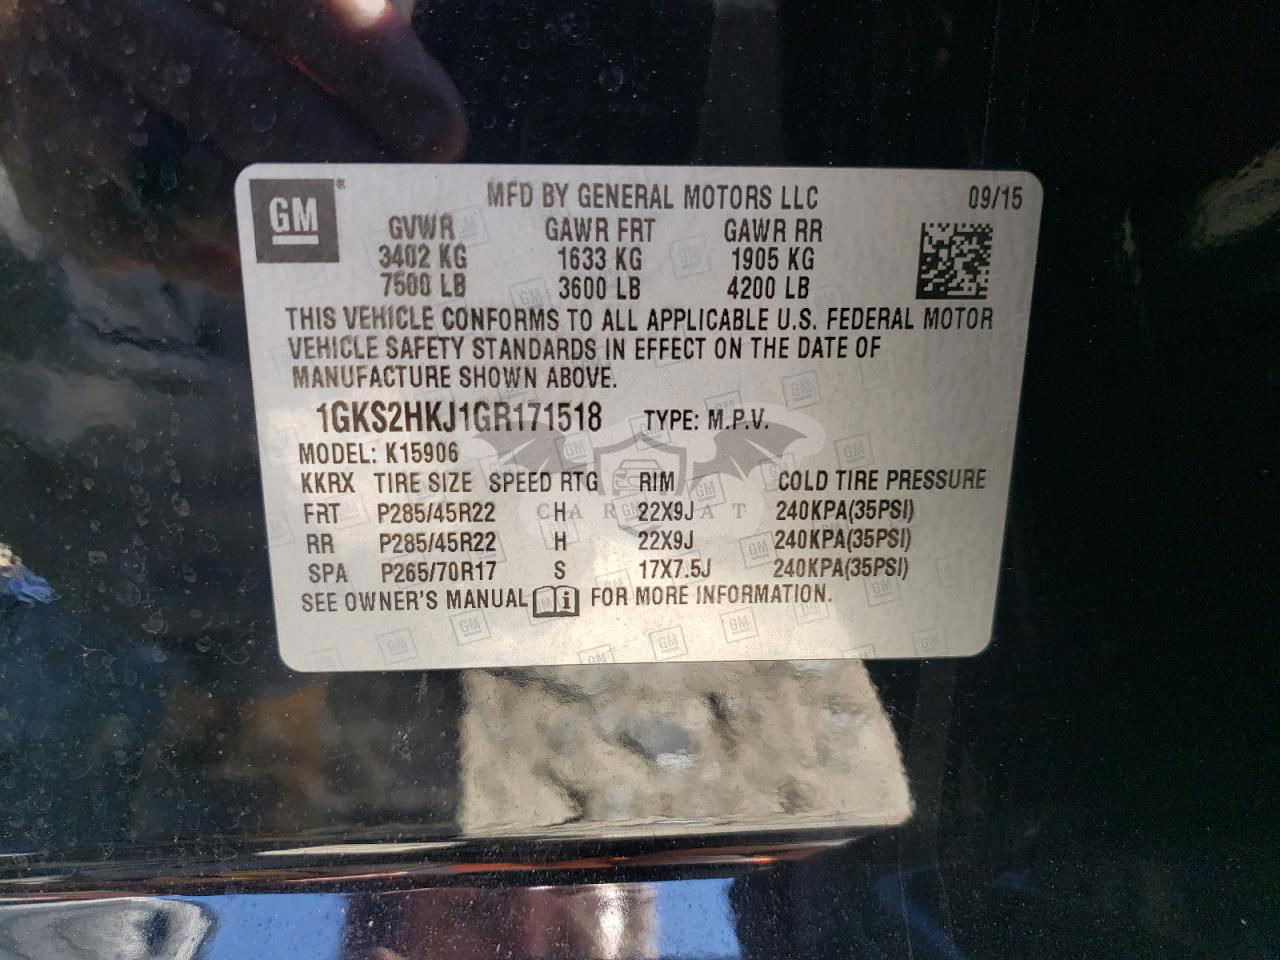 GM®
MFD BY GENERAL MOTORS LLC 09/15
GVWR GAWR FRT GAWR RR
3402 KG 1633 KG 1905 KG
7500 LB 3600 LB 4200 LB
THIS VEHICLE CONFORMS TO ALL APPLICABLE U.S. FEDERAL MOTOR
VEHICLE SAFETY STANDARDS IN EFFECT ON THE DATE OF
MANUFACTURE SHOWN ABOVE.
1GKS2HKJ1GR171518 TYPE: M.P.V.
MODEL: K15906
KKRX TIRE SIZE SPEED RTG RIM COLD TIRE PRESSURE
FRT P285/45R22 H 22X9J 240KPA(35PSI)
RR P285/45R22 H 22X9J 240KPA(35PSI)
SPA P265/70R17 S 17X7.5J 240KPA(35PSI)
SEE OWNER'S MANUAL i FOR MORE INFORMATION.